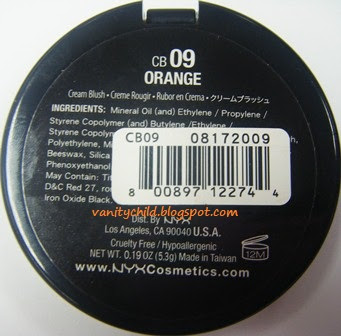 CB 09
ORANGE
Cream Blush • Creme Rougir • Rubor en Crema • クリームブラッシュ
INGREDIENTS: Mineral Oil (and) Ethylene / Propylene /
Styrene Copolymer (and) Butylene / Ethylene /
Styrene Copolym
CB09 08172009
Polyethylene, Mi
Beeswax, Silica
Phenoxyethanol
May Contain: Ti
D&C Red 27,
Iron Oxide Black.
8 00897 12274 4
vanitychild.blogspot.com
Dist. By NYX
Los Angeles, CA 90040 U.S.A.
Cruelty Free / Hypoallergenic
NET WT. 0.19 OZ (5.3g) Made in Taiwan
12M
www.NYXCosmetics.com